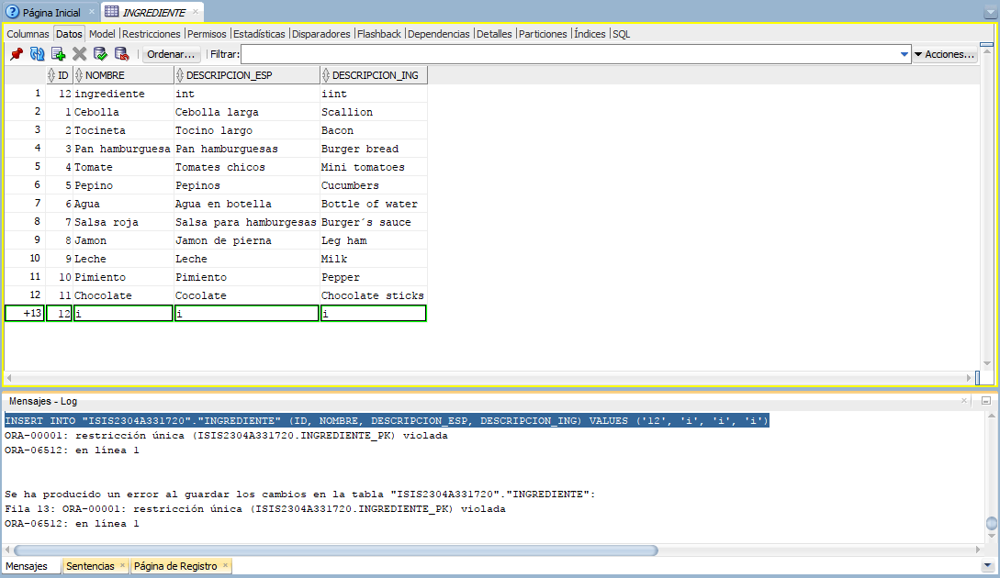 Página Inicial × INGREDIENTE ×
Columnas Datos Model Restricciones Permisos Estadísticas Disparadores Flashback Dependencias Detalles Particiones Índices SQL
Ordenar... Filtrar: Acciones...
ID NOMBRE DESCRIPCION_ESP DESCRIPCION_ING
1 12 ingrediente int iint
2 1 Cebolla Cebolla larga Scallion
3 2 Tocineta Tocino largo Bacon
4 3 Pan hamburguesa Pan hamburguesas Burger bread
5 4 Tomate Tomates chicos Mini tomatoes
6 5 Pepino Pepinos Cucumbers
7 6 Agua Agua en botella Bottle of water
8 7 Salsa roja Salsa para hamburgesas Burger´s sauce
9 8 Jamon Jamon de pierna Leg ham
10 9 Leche Leche Milk
11 10 Pimiento Pimiento Pepper
12 11 Chocolate Cocolate Chocolate sticks
+13 12 i i i
Mensajes - Log
INSERT INTO "ISIS2304A331720"."INGREDIENTE" (ID, NOMBRE, DESCRIPCION_ESP, DESCRIPCION_ING) VALUES ('12', 'i', 'i', 'i')
ORA-00001: restricción única (ISIS2304A331720.INGREDIENTE_PK) violada
ORA-06512: en línea 1
Se ha producido un error al guardar los cambios en la tabla "ISIS2304A331720"."INGREDIENTE":
Fila 13: ORA-00001: restricción única (ISIS2304A331720.INGREDIENTE_PK) violada
ORA-06512: en línea 1
Mensajes Sentencias × Página de Registro ×